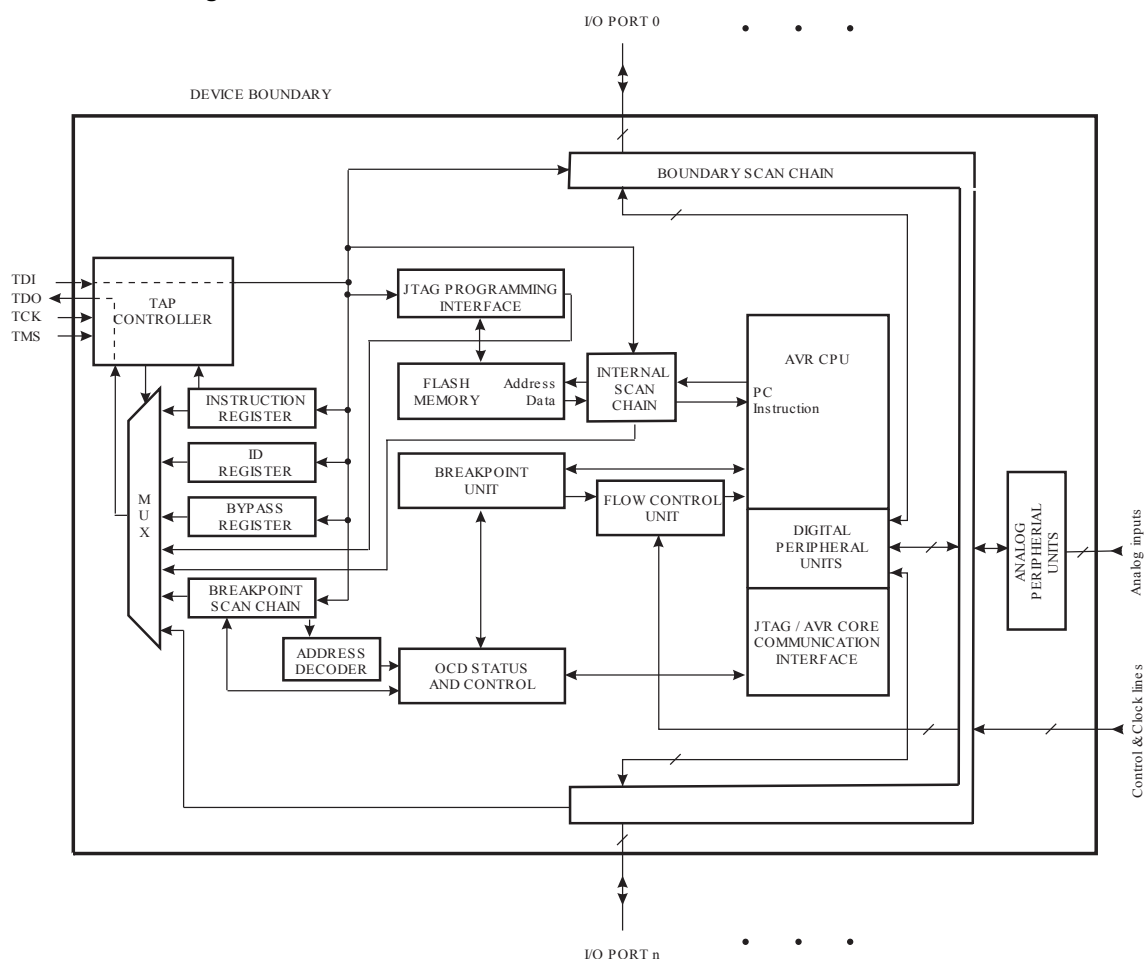 I/O PORT 0
DEVICE BOUNDARY
BOUNDARY SCAN CHAIN
TDI
TDO
TCK
TMS
TAP
CONTROLLER
JTAG PROGRAMMING
INTERFACE
AVR CPU
FLASH
MEMORY
Address
Data
INTERNAL
SCAN
CHAIN
PC
Instruction
INSTRUCTION
REGISTER
ID
REGISTER
BYPASS
REGISTER
M
U
X
BREAKPOINT
UNIT
FLOW CONTROL
UNIT
DIGITAL
PERIPHERAL
UNITS
ANALOG
PERIPHERIAL
UNITS
Analog inputs
BREAKPOINT
SCAN CHAIN
ADDRESS
DECODER
OCD STATUS
AND CONTROL
JTAG / AVR CORE
COMMUNICATION
INTERFACE
Control & Clock lines
I/O PORT n